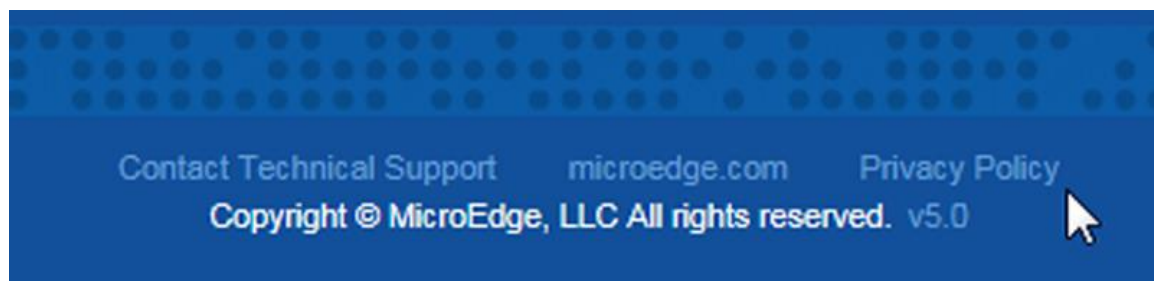 Contact Technical Support microedge.com Privacy Policy
Copyright © MicroEdge, LLC All rights reserved. v5.0